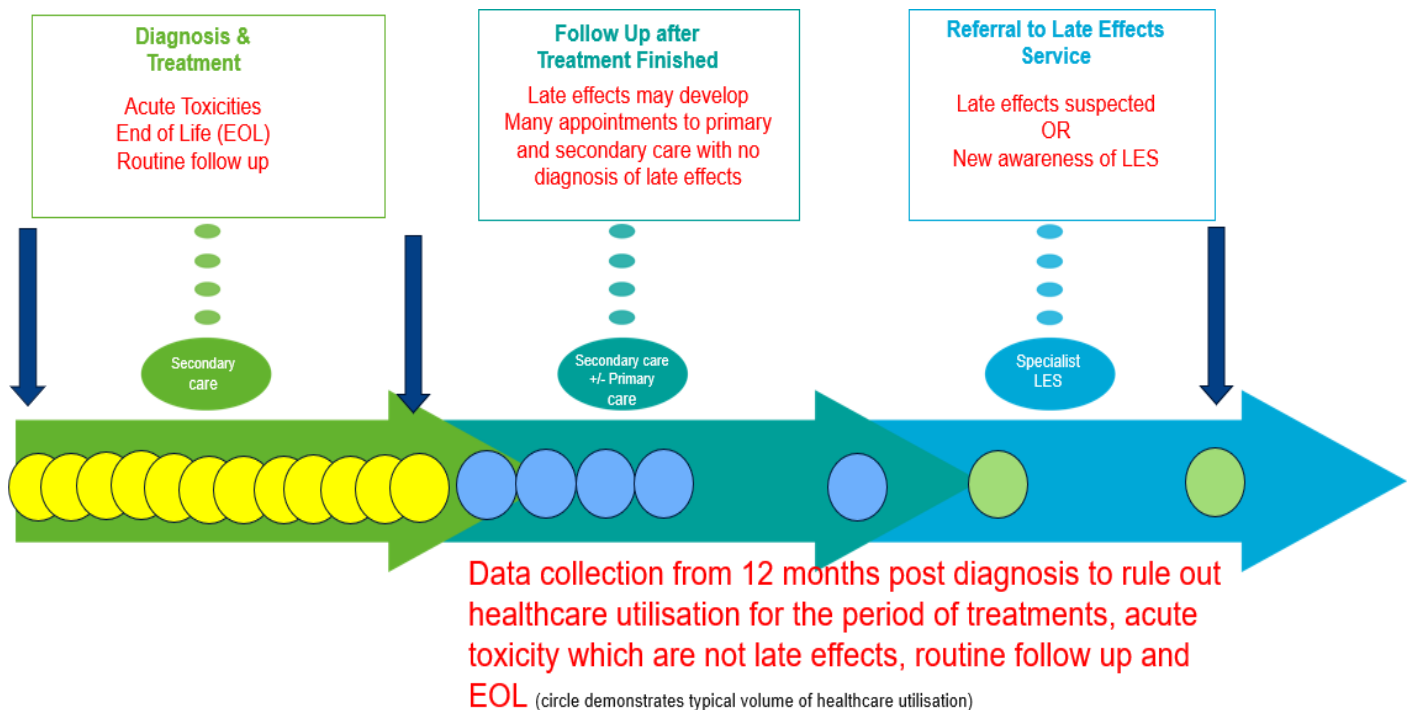 Diagnosis &
Treatment
Acute Toxicities
End of Life (EOL)
Routine follow up
Follow Up after
Treatment Finished
Late effects may develop
Many appointments to primary
and secondary care with no
diagnosis of late effects
Referral to Late Effects
Service
Late effects suspected
OR
New awareness of LES
Secondary
care
Secondary care
+/- Primary
care
Specialist
LES
Data collection from 12 months post diagnosis to rule out
healthcare utilisation for the period of treatments, acute
toxicity which are not late effects, routine follow up and
EOL (circle demonstrates typical volume of healthcare utilisation)